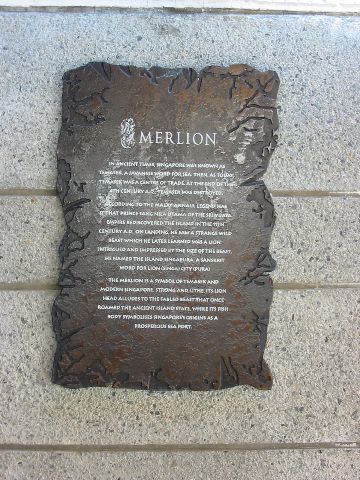 MERLION
IN ANCIENT TIMES, SINGAPORE WAS KNOWN AS
TEMASEK, A JAVANESE WORD FOR SEA. THEN, AS TODAY,
TEMASEK WAS A CENTRE OF TRADE. AT THE END OF THE
4TH CENTURY A.D., TEMASEK WAS DESTROYED.
ACCORDING TO THE MALAY ANNALS, LEGEND HAS
IT THAT PRINCE SANG NILA UTAMA OF THE SRI VIJAYA
EMPIRE REDISCOVERED THE ISLAND IN THE 11TH
CENTURY A.D. ON LANDING, HE SAW A STRANGE WILD
BEAST WHICH HE LATER LEARNED WAS A LION.
INTRIGUED AND IMPRESSED BY THE SIZE OF THE BEAST,
HE NAMED THE ISLAND SINGAPURA, A SANSKRIT
WORD FOR LION (SINGA) CITY (PURA).
THE MERLION IS A SYMBOL OF TEMASEK AND
MODERN SINGAPORE. STRONG AND LITHE, ITS LION
HEAD ALLUDES TO THE FABLED BEAST THAT ONCE
ROAMED THE ANCIENT ISLAND STATE, WHILE ITS FISH
BODY SYMBOLISES SINGAPORE'S ORIGINS AS A
PROSPEROUS SEA PORT.